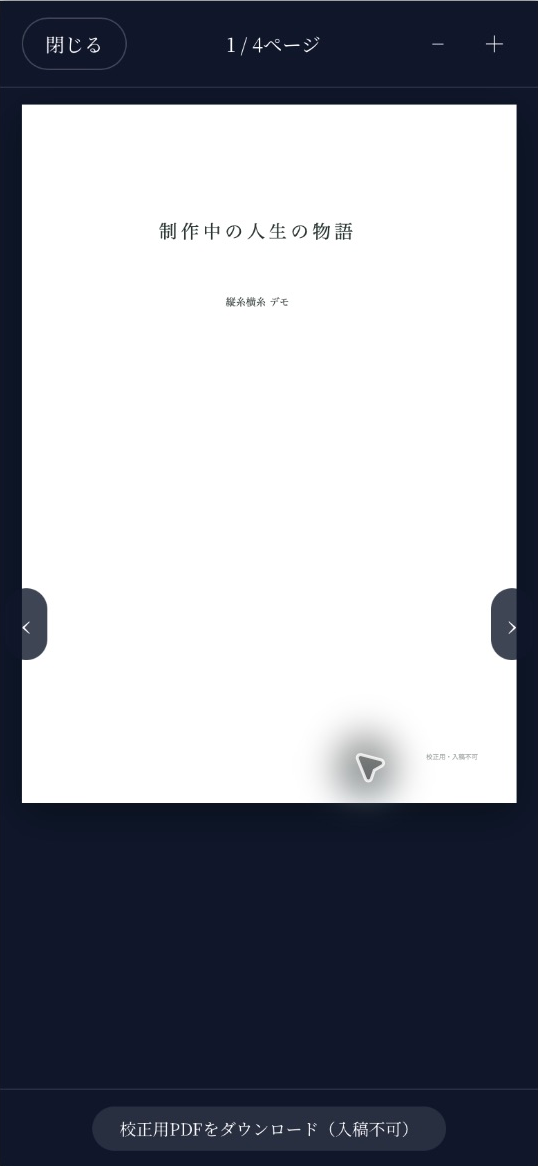 閉じる
1 / 4ページ
− +
制作中の人生の物語
縦糸横糸 デモ
校正用・入稿不可
校正用PDFをダウンロード（入稿不可）